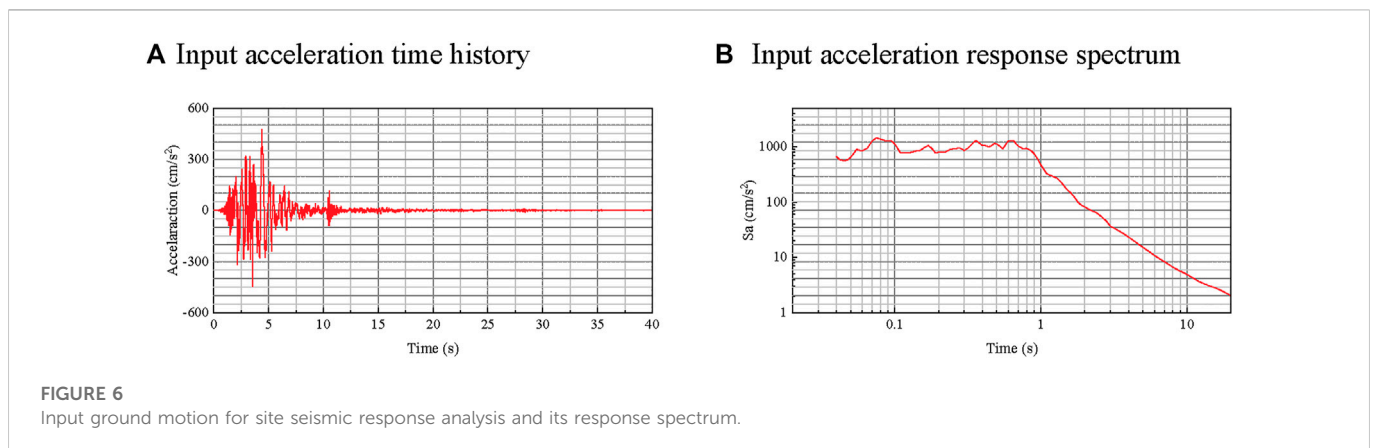 A Input acceleration time history
600
300
0
-300
-600
Accelaraction (cm/s²)
0 5 10 15 20 25 30 35 40
Time (s)
B Input acceleration response spectrum
1000
100
10
1
Sa (cm/s²)
0.1 1 10
Time (s)
FIGURE 6
Input ground motion for site seismic response analysis and its response spectrum.